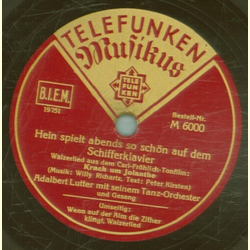 TELEFUNKEN
Musikus
B.I.E.M.
19751
TELE
FUN
KEN
Bestell-Nr.
M 6000
Hein spielt abends so schön auf dem
Schifferklavier
Walzerlied aus dem Carl-Fröhlich-Tonfilm:
Krach um Jolanthe
(Musik: Willy Richartz, Text: Peter Kirsten)
Adalbert Lutter mit seinem Tanz-Orchester
und Gesang
Umseitig:
Wenn auf der Alm die Zither
klingt, Walzerlied